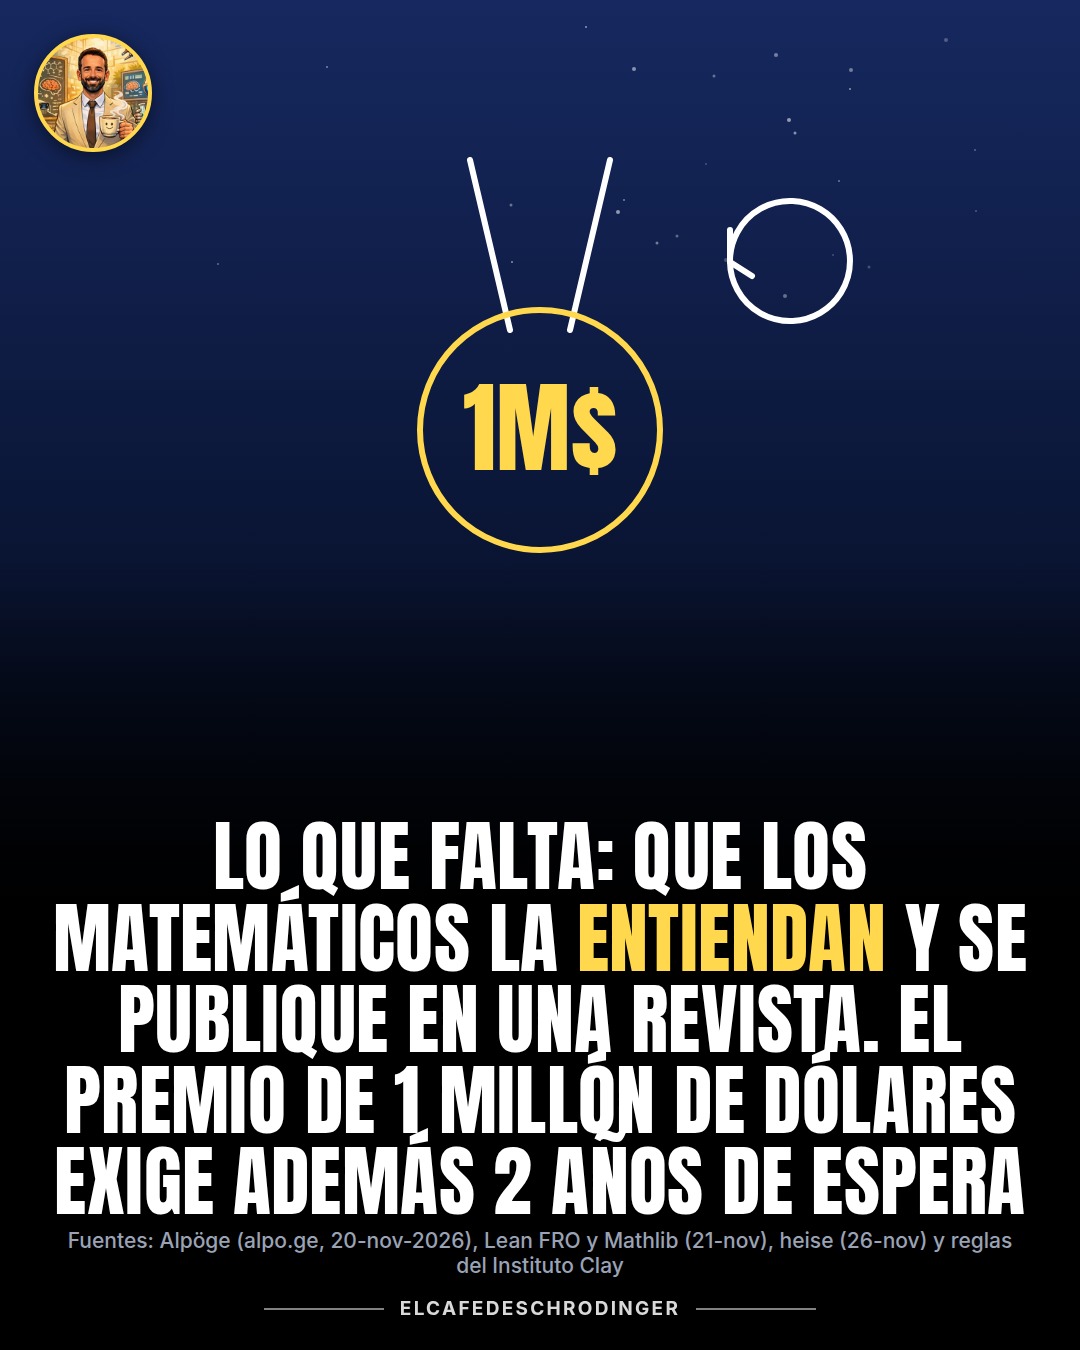 1M$
LO QUE FALTA: QUE LOS
MATEMÁTICOS LA ENTIENDAN Y SE
PUBLIQUE EN UNA REVISTA. EL
PREMIO DE 1 MILLÓN DE DÓLARES
EXIGE ADEMÁS 2 AÑOS DE ESPERA
Fuentes: Alpöge (alpo.ge, 20-nov-2026), Lean FRO y Mathlib (21-nov), heise (26-nov) y reglas
del Instituto Clay
ELCAFEDESCHRODINGER